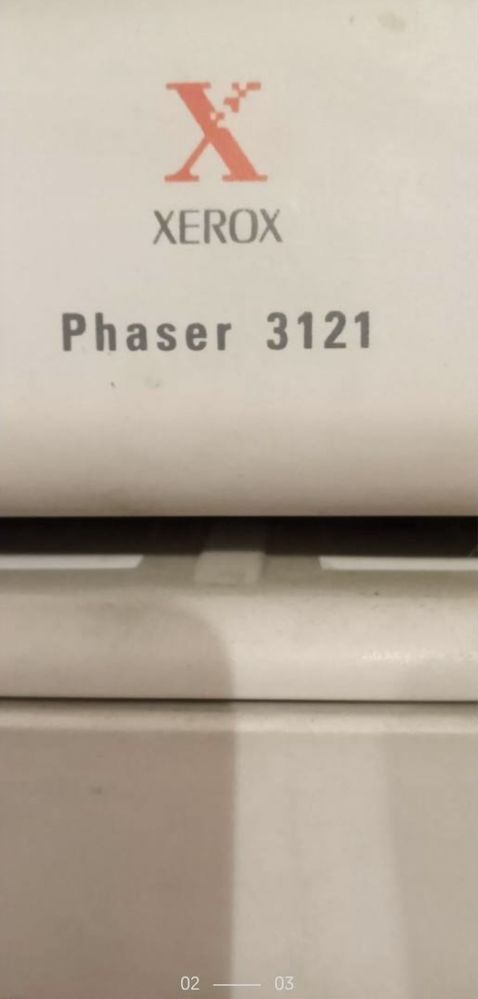 X
XEROX
Phaser 3121
02 03